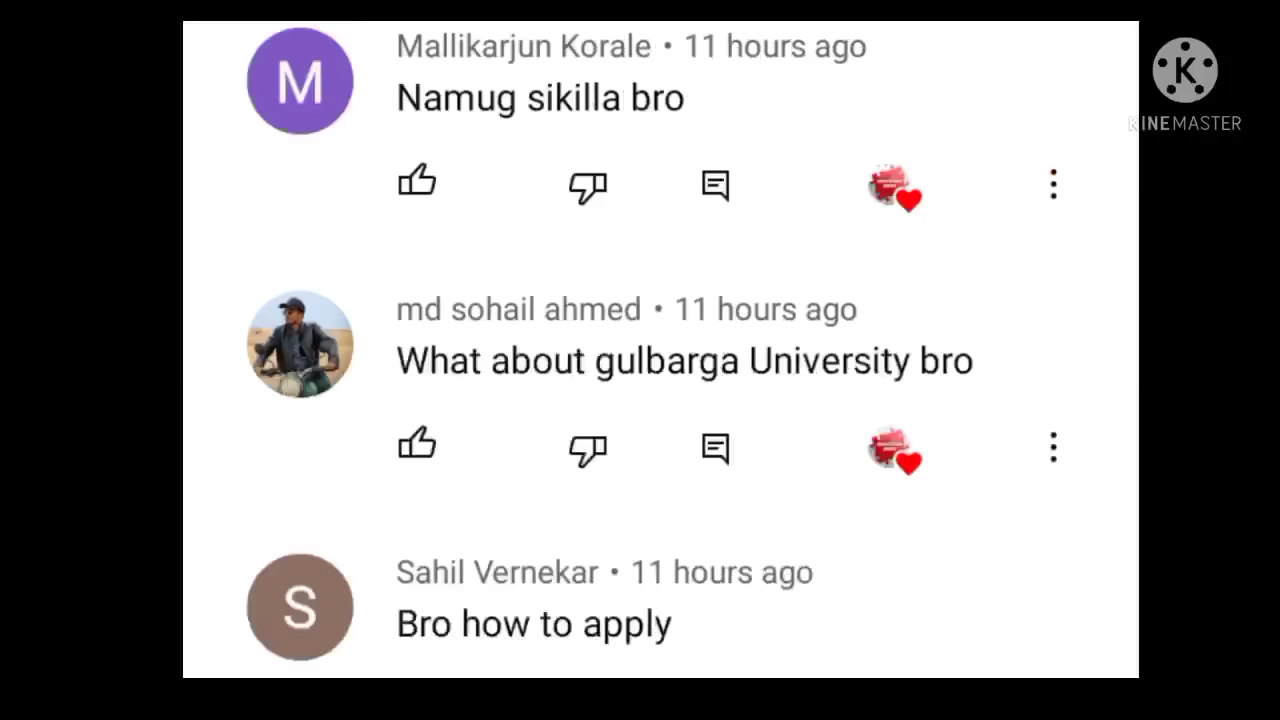 M
Mallikarjun Korale • 11 hours ago
Namug sikilla bro
K
KINEMASTER
md sohail ahmed • 11 hours ago
What about gulbarga University bro
S
Sahil Vernekar • 11 hours ago
Bro how to apply